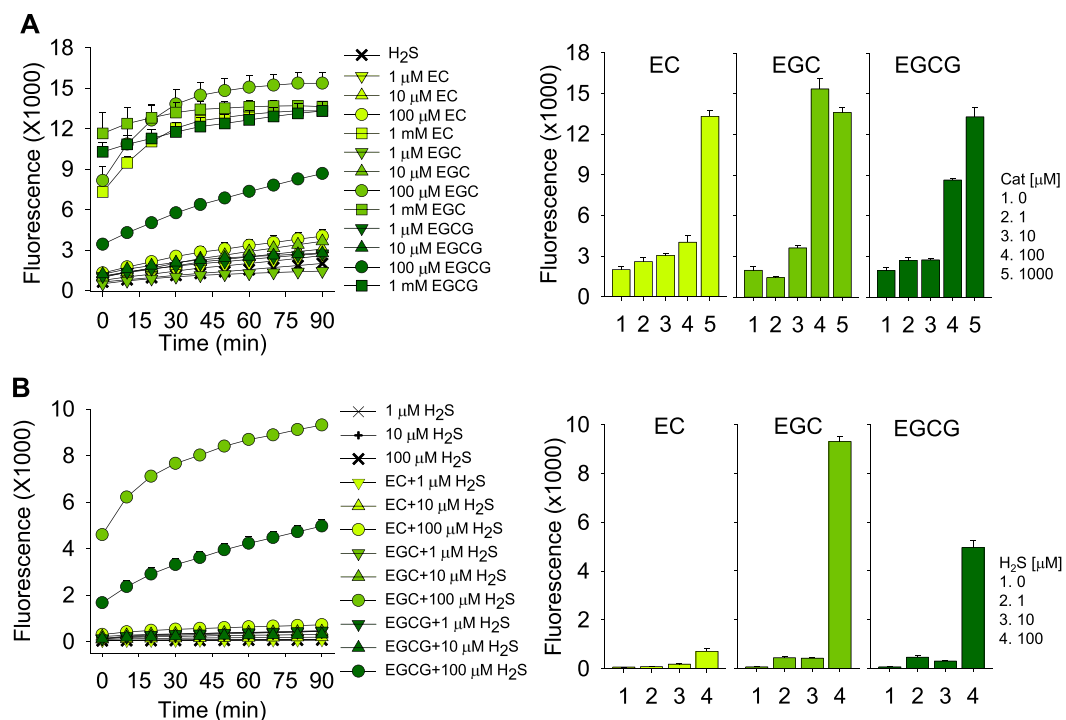 A
Fluorescence (X1000)
18
15
12
9
6
3
0
0 15 30 45 60 75 90
Time (min)
H2S
1 μM EC
10 μM EC
100 μM EC
1 mM EC
1 μM EGC
10 μM EGC
100 μM EGC
1 mM EGC
1 μM EGCG
10 μM EGCG
100 μM EGCG
1 mM EGCG
Fluorescence (x1000)
18
15
12
9
6
3
0
EC EGC EGCG
1 2 3 4 5 1 2 3 4 5 1 2 3 4 5
Cat [μM]
1. 0
2. 1
3. 10
4. 100
5. 1000
B
Fluorescence (X1000)
10
8
6
4
2
0
0 15 30 45 60 75 90
Time (min)
1 μM H2S
10 μM H2S
100 μM H2S
EC+1 μM H2S
EC+10 μM H2S
EC+100 μM H2S
EGC+1 μM H2S
EGC+10 μM H2S
EGC+100 μM H2S
EGCG+1 μM H2S
EGCG+10 μM H2S
EGCG+100 μM H2S
Fluorescence (x1000)
10
8
6
4
2
0
EC EGC EGCG
1 2 3 4 1 2 3 4 1 2 3 4
H2S [μM]
1. 0
2. 1
3. 10
4. 100